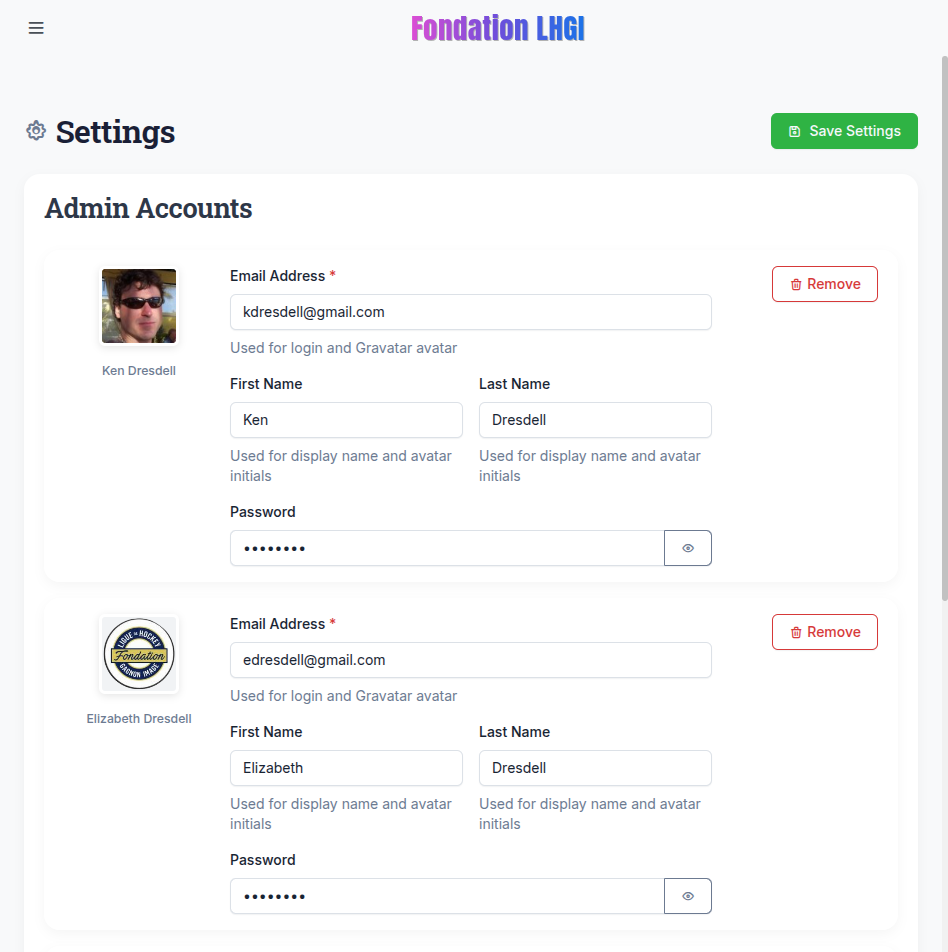 Fondation LHGI
Settings
Save Settings
Admin Accounts
Email Address *
Remove
kdresdell@gmail.com
Used for login and Gravatar avatar
Ken Dresdell
First Name
Last Name
Ken
Dresdell
Used for display name and avatar initials
Used for display name and avatar initials
Password
••••••••
Email Address *
Remove
LIGUE DE HOCKEY
Fondation
GAGNON IMAGE
edresdell@gmail.com
Used for login and Gravatar avatar
Elizabeth Dresdell
First Name
Last Name
Elizabeth
Dresdell
Used for display name and avatar initials
Used for display name and avatar initials
Password
••••••••